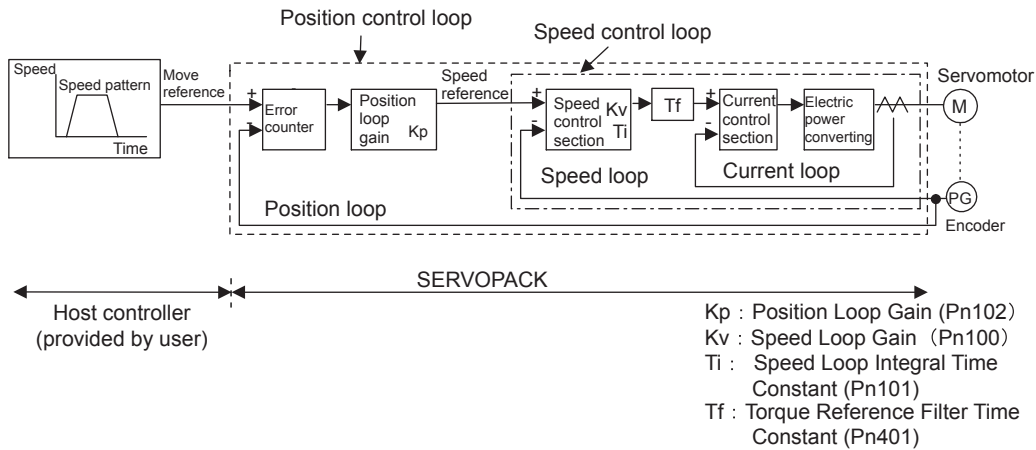 Position control loop
Speed control loop
Speed
Speed pattern
Time
Move
reference
+
-
Error
counter
Position
loop
gain Kp
Speed
reference
+
-
Speed
control
section
Kv
Ti
Tf
+
-
Current
control
section
Electric
power
converting
Servomotor
M
Speed loop
Current loop
Position loop
PG
Encoder
SERVOPACK
Host controller
(provided by user)
Kp : Position Loop Gain (Pn102)
Kv : Speed Loop Gain (Pn100)
Ti : Speed Loop Integral Time
Constant (Pn101)
Tf : Torque Reference Filter Time
Constant (Pn401)